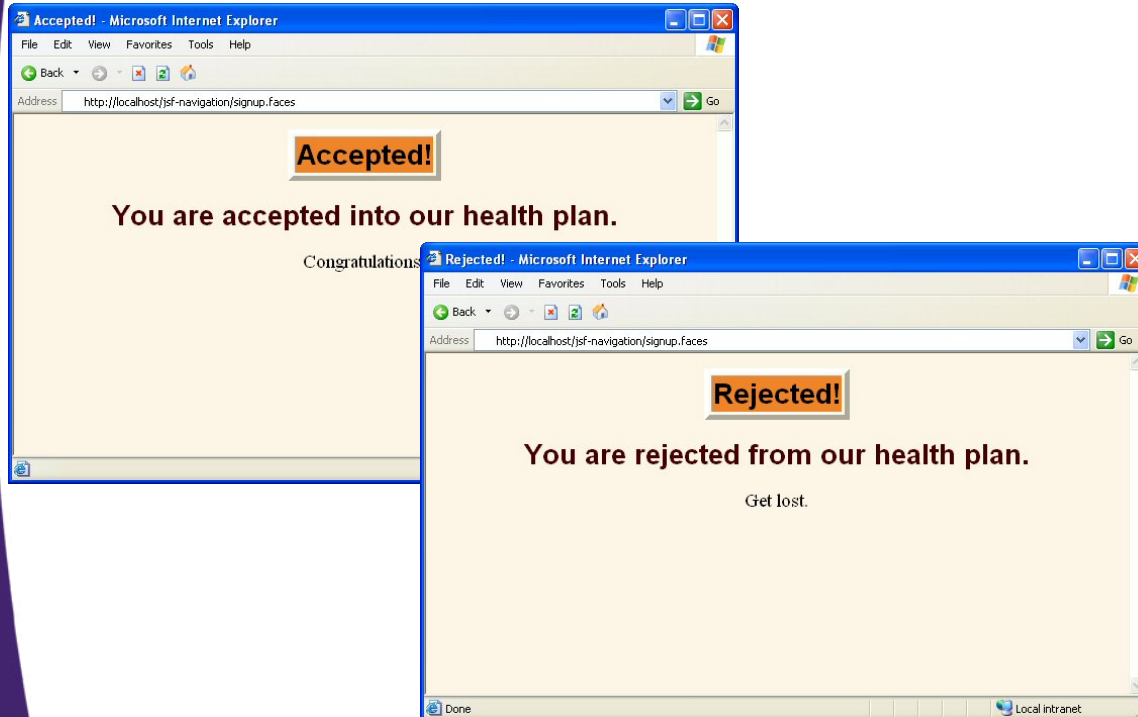 Accepted! - Microsoft Internet Explorer
File Edit View Favorites Tools Help
Back
Address http://localhost/jsf-navigation/signup.faces Go
Accepted!
You are accepted into our health plan.
Congratulations
Rejected! - Microsoft Internet Explorer
File Edit View Favorites Tools Help
Back
Address http://localhost/jsf-navigation/signup.faces Go
Rejected!
You are rejected from our health plan.
Get lost.
Done Local intranet